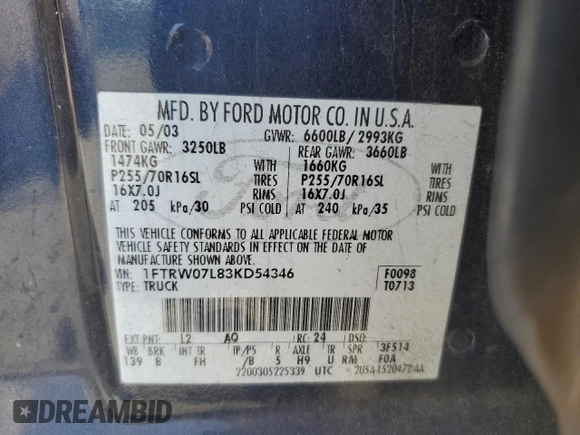 MFD. BY FORD MOTOR CO. IN U.S.A.
DATE: 05/03 GVWR: 6600LB / 2993KG
FRONT GAWR: 3250LB REAR GAWR: 3660LB
1474KG WITH 1660KG WITH
P255/70R16SL TIRES P255/70R16SL TIRES
16X7.0J RIMS 16X7.0J RIMS
AT 205 kPa/30 PSI COLD AT 240 kPa/35 PSI COLD
THIS VEHICLE CONFORMS TO ALL APPLICABLE FEDERAL MOTOR
VEHICLE SAFETY STANDARDS IN EFFECT ON THE DATE OF
MANUFACTURE SHOWN ABOVE.
VIN: 1FTRW07L83KD54346 F0098
TYPE: TRUCK T0713
EXT PNT: L2 AQ RC: 24 DSO:
WB BRK INT TR TP/PS R AXLE TR SPR 3F514
139 B FH /B 5 H9 U RM F0A
2200305225339 UTC
DREAMBID